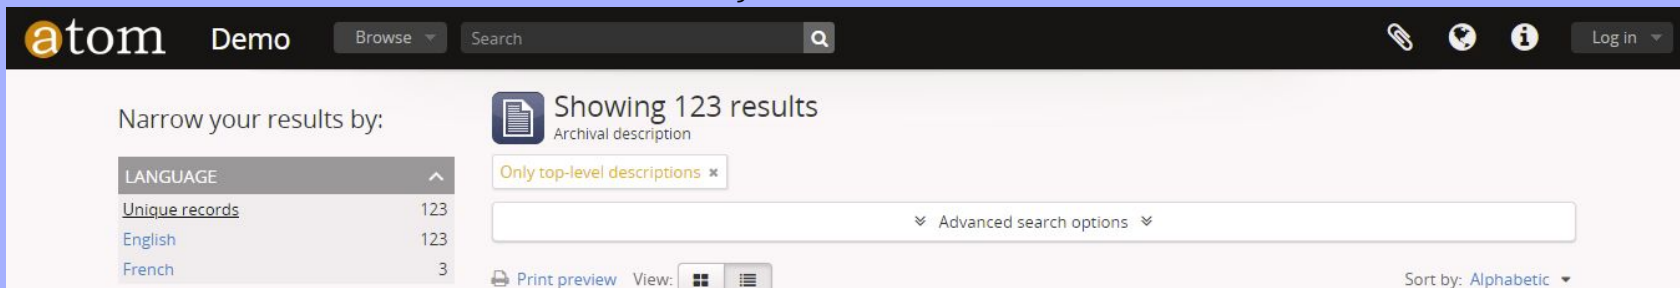 atom Demo Browse Search Log in
Narrow your results by:
LANGUAGE
Unique records 123
English 123
French 3
Showing 123 results
Archival description
Only top-level descriptions ×
Advanced search options
Print preview View: Sort by: Alphabetic